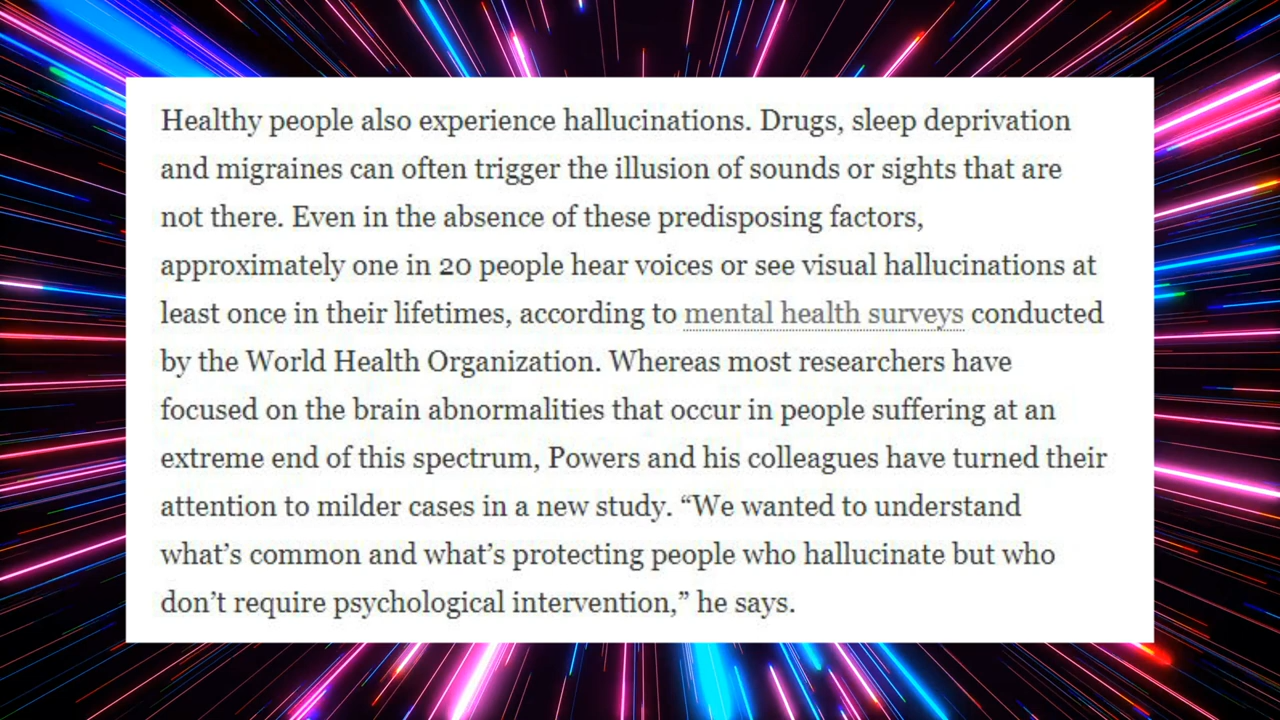 Healthy people also experience hallucinations. Drugs, sleep deprivation
and migraines can often trigger the illusion of sounds or sights that are
not there. Even in the absence of these predisposing factors,
approximately one in 20 people hear voices or see visual hallucinations at
least once in their lifetimes, according to mental health surveys conducted
by the World Health Organization. Whereas most researchers have
focused on the brain abnormalities that occur in people suffering at an
extreme end of this spectrum, Powers and his colleagues have turned their
attention to milder cases in a new study. “We wanted to understand
what’s common and what’s protecting people who hallucinate but who
don’t require psychological intervention,” he says.